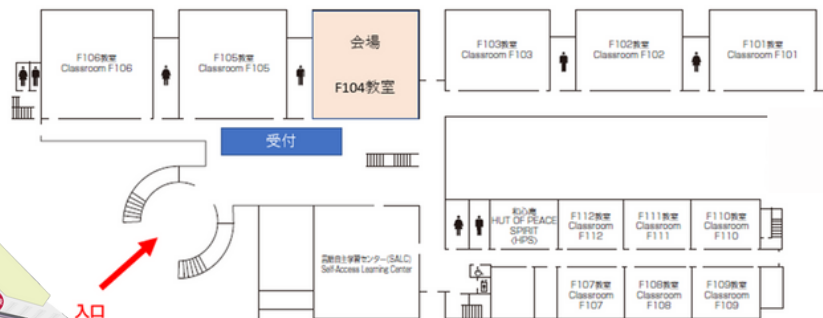 F106教室
Classroom F106
F105教室
Classroom F105
会場
F104教室
F103教室
Classroom F103
F102教室
Classroom F102
F101教室
Classroom F101
受付
和心庵
HUT OF PEACE
SPIRIT
(HPS)
F112教室
Classroom
F112
F111教室
Classroom
F111
F110教室
Classroom
F110
言語自主学習センター(SALC)
Self-Access Learning Center
F107教室
Classroom
F107
F108教室
Classroom
F108
F109教室
Classroom
F109
入口